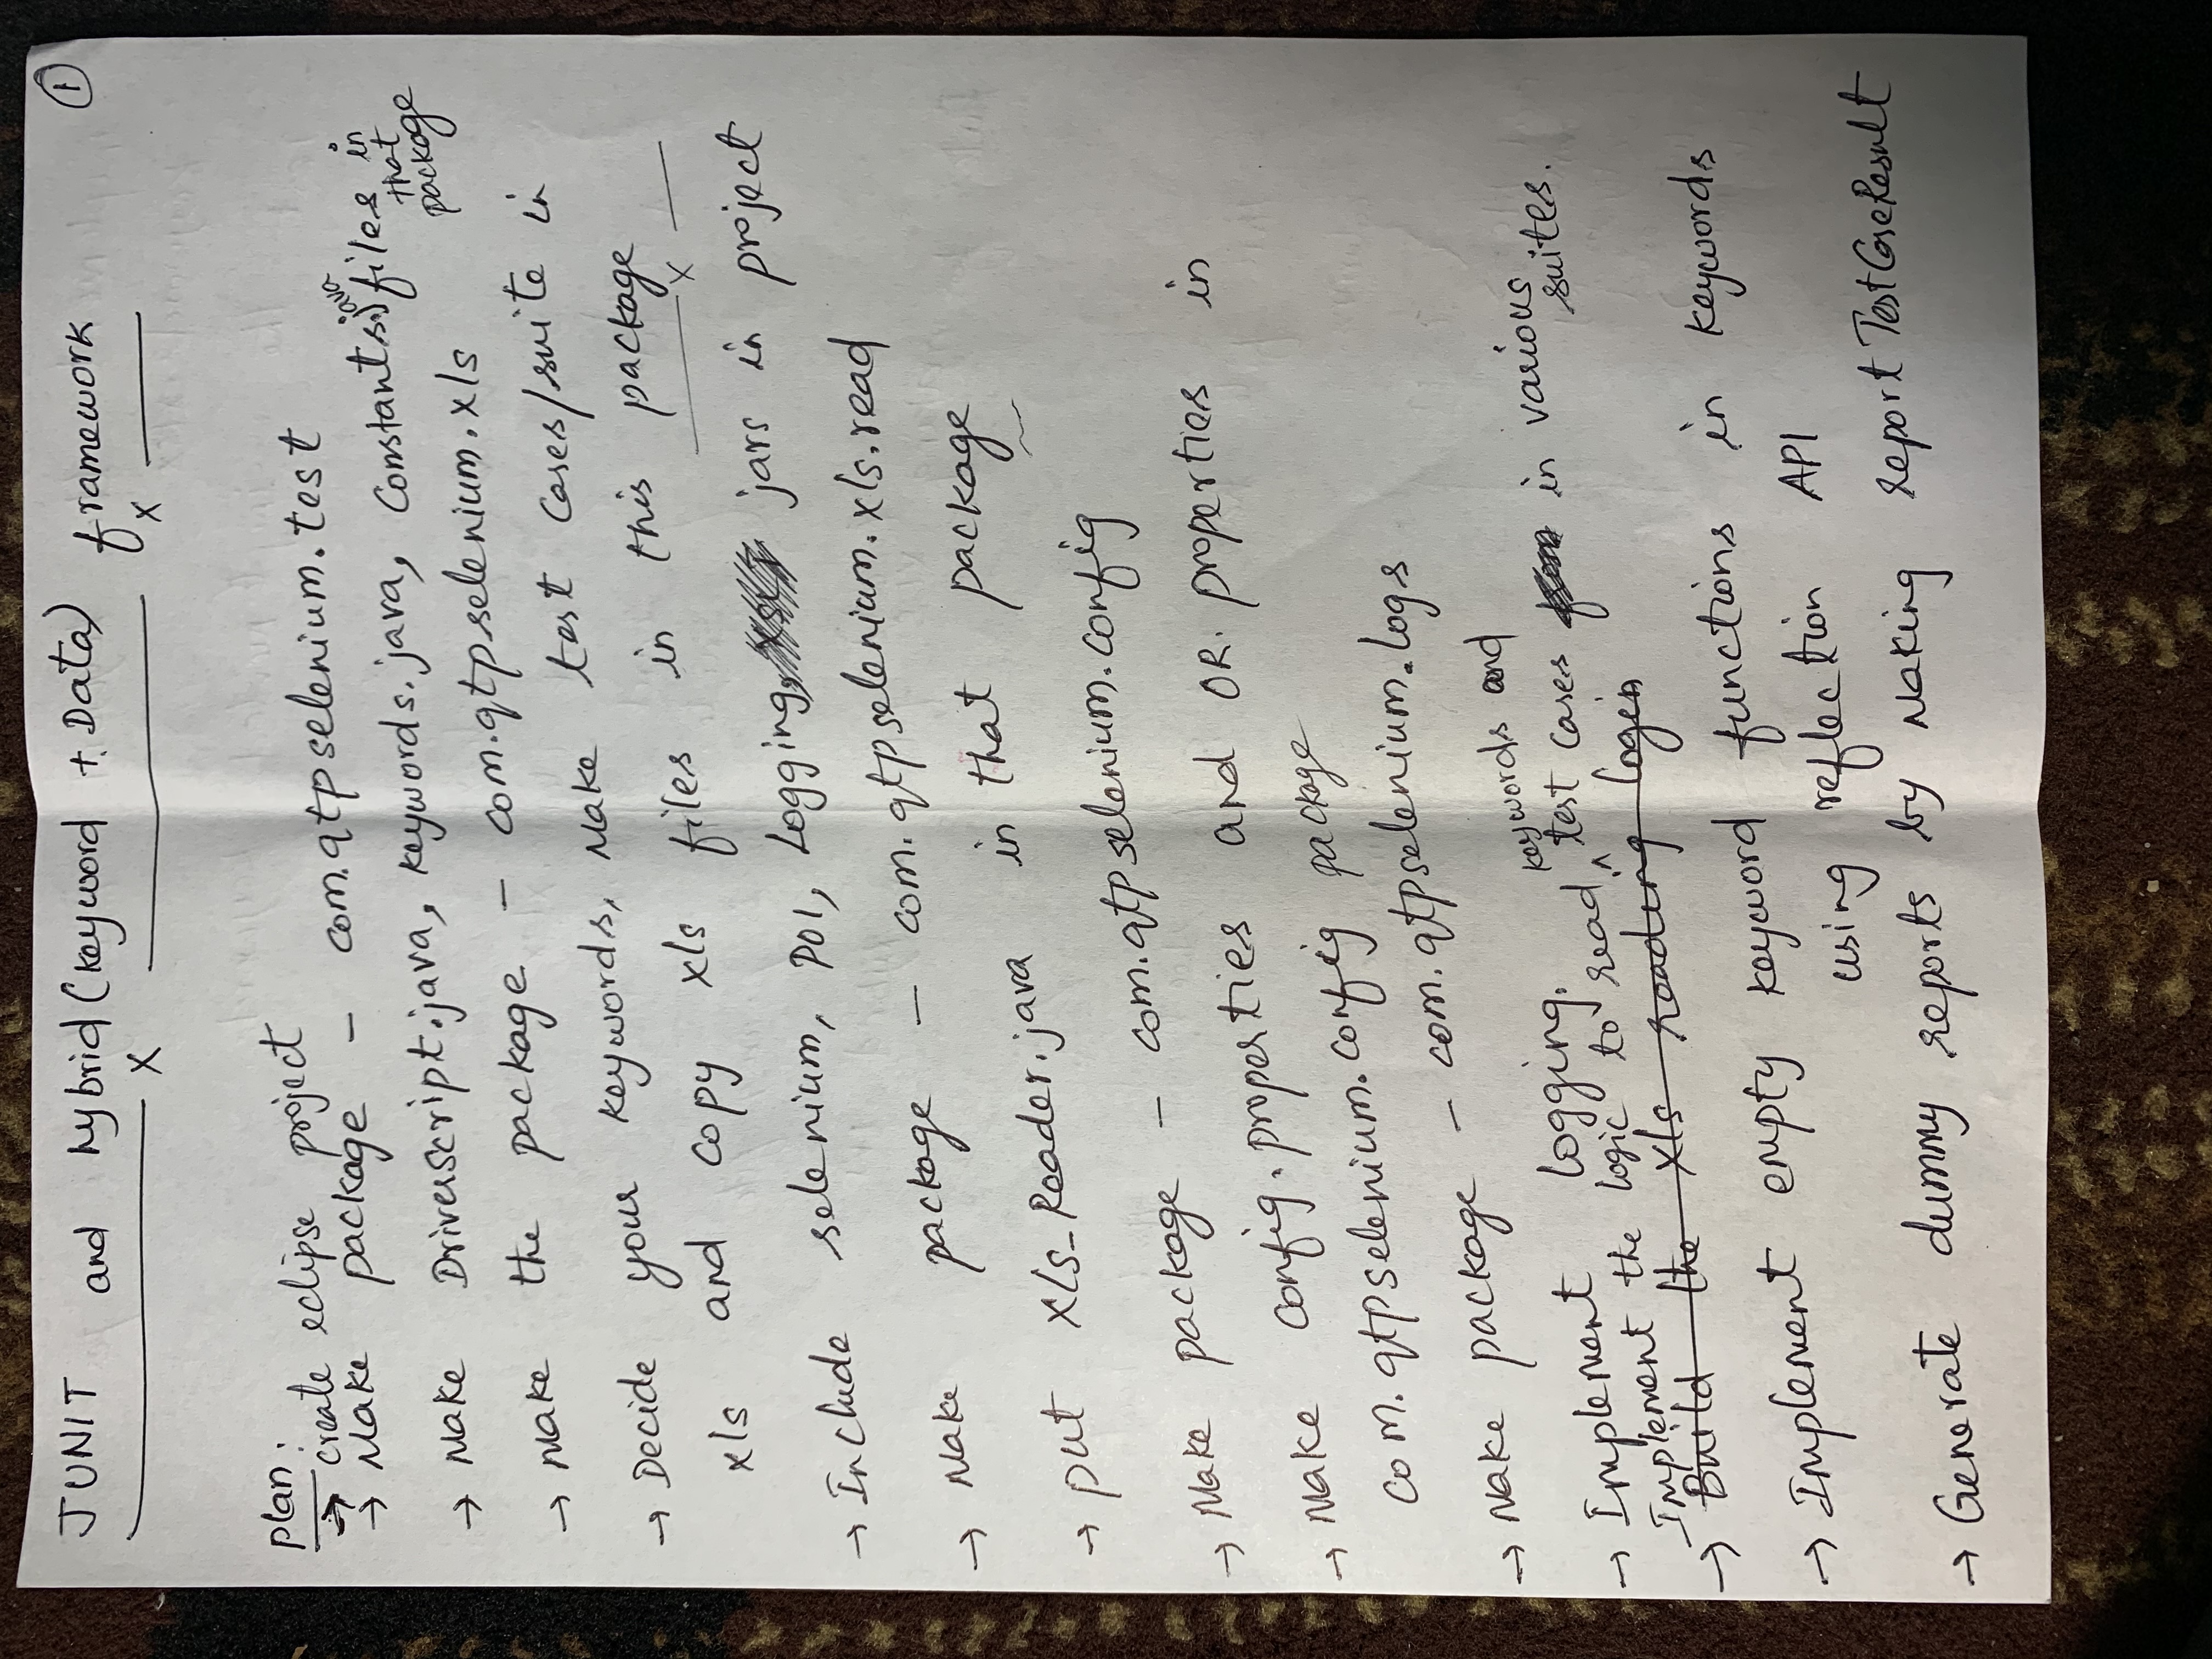 JUNIT and hybrid(keyword + Data) framework ①
x x
plan:
→ create eclipse project
→ Make package - com.qtpselenium.test
→ Make DriverScript.java, keywords.java, Constants.java files in that package
→ Make the package - com.qtpselenium.xls
→ Decide your keywords, Make test cases/suite in
xls and copy xls files in this package
x
→ Include selenium, POI, Logging, jars in project
→ Make package - com.qtpselenium.xls.read
→ put Xls_Reader.java in that package
→ Make package - com.qtpselenium.config
→ Make config.properties and OR.properties in
com.qtpselenium.config package
→ Make package - com.qtpselenium.logs
→ Implement logging.
Implement the logic to read keywords and test cases in various suites.
→ Build the xls reading login
→ Implement empty keyword functions in keywords
using reflection API
→ Generate dummy reports by Making reportTestCaseResult